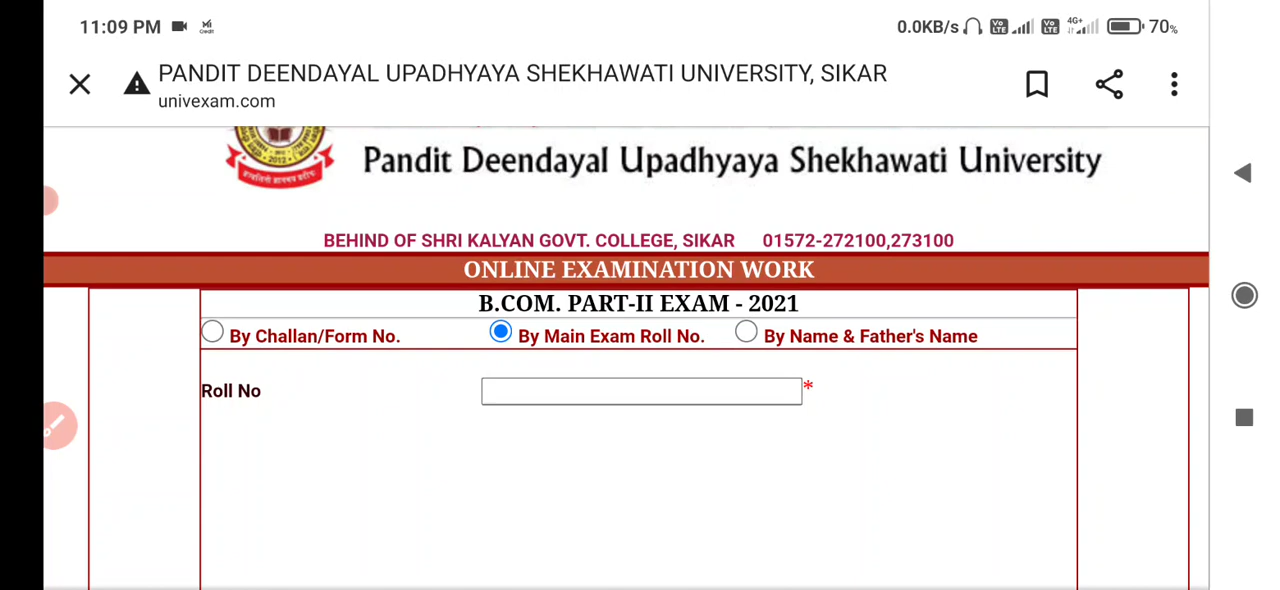 11:09 PM 0.0KB/s 4G+ 70%
PANDIT DEENDAYAL UPADHYAYA SHEKHAWATI UNIVERSITY, SIKAR
univexam.com
2012
Pandit Deendayal Upadhyaya Shekhawati University
BEHIND OF SHRI KALYAN GOVT. COLLEGE, SIKAR 01572-272100,273100
ONLINE EXAMINATION WORK
B.COM. PART-II EXAM - 2021
By Challan/Form No. By Main Exam Roll No. By Name & Father's Name
Roll No *